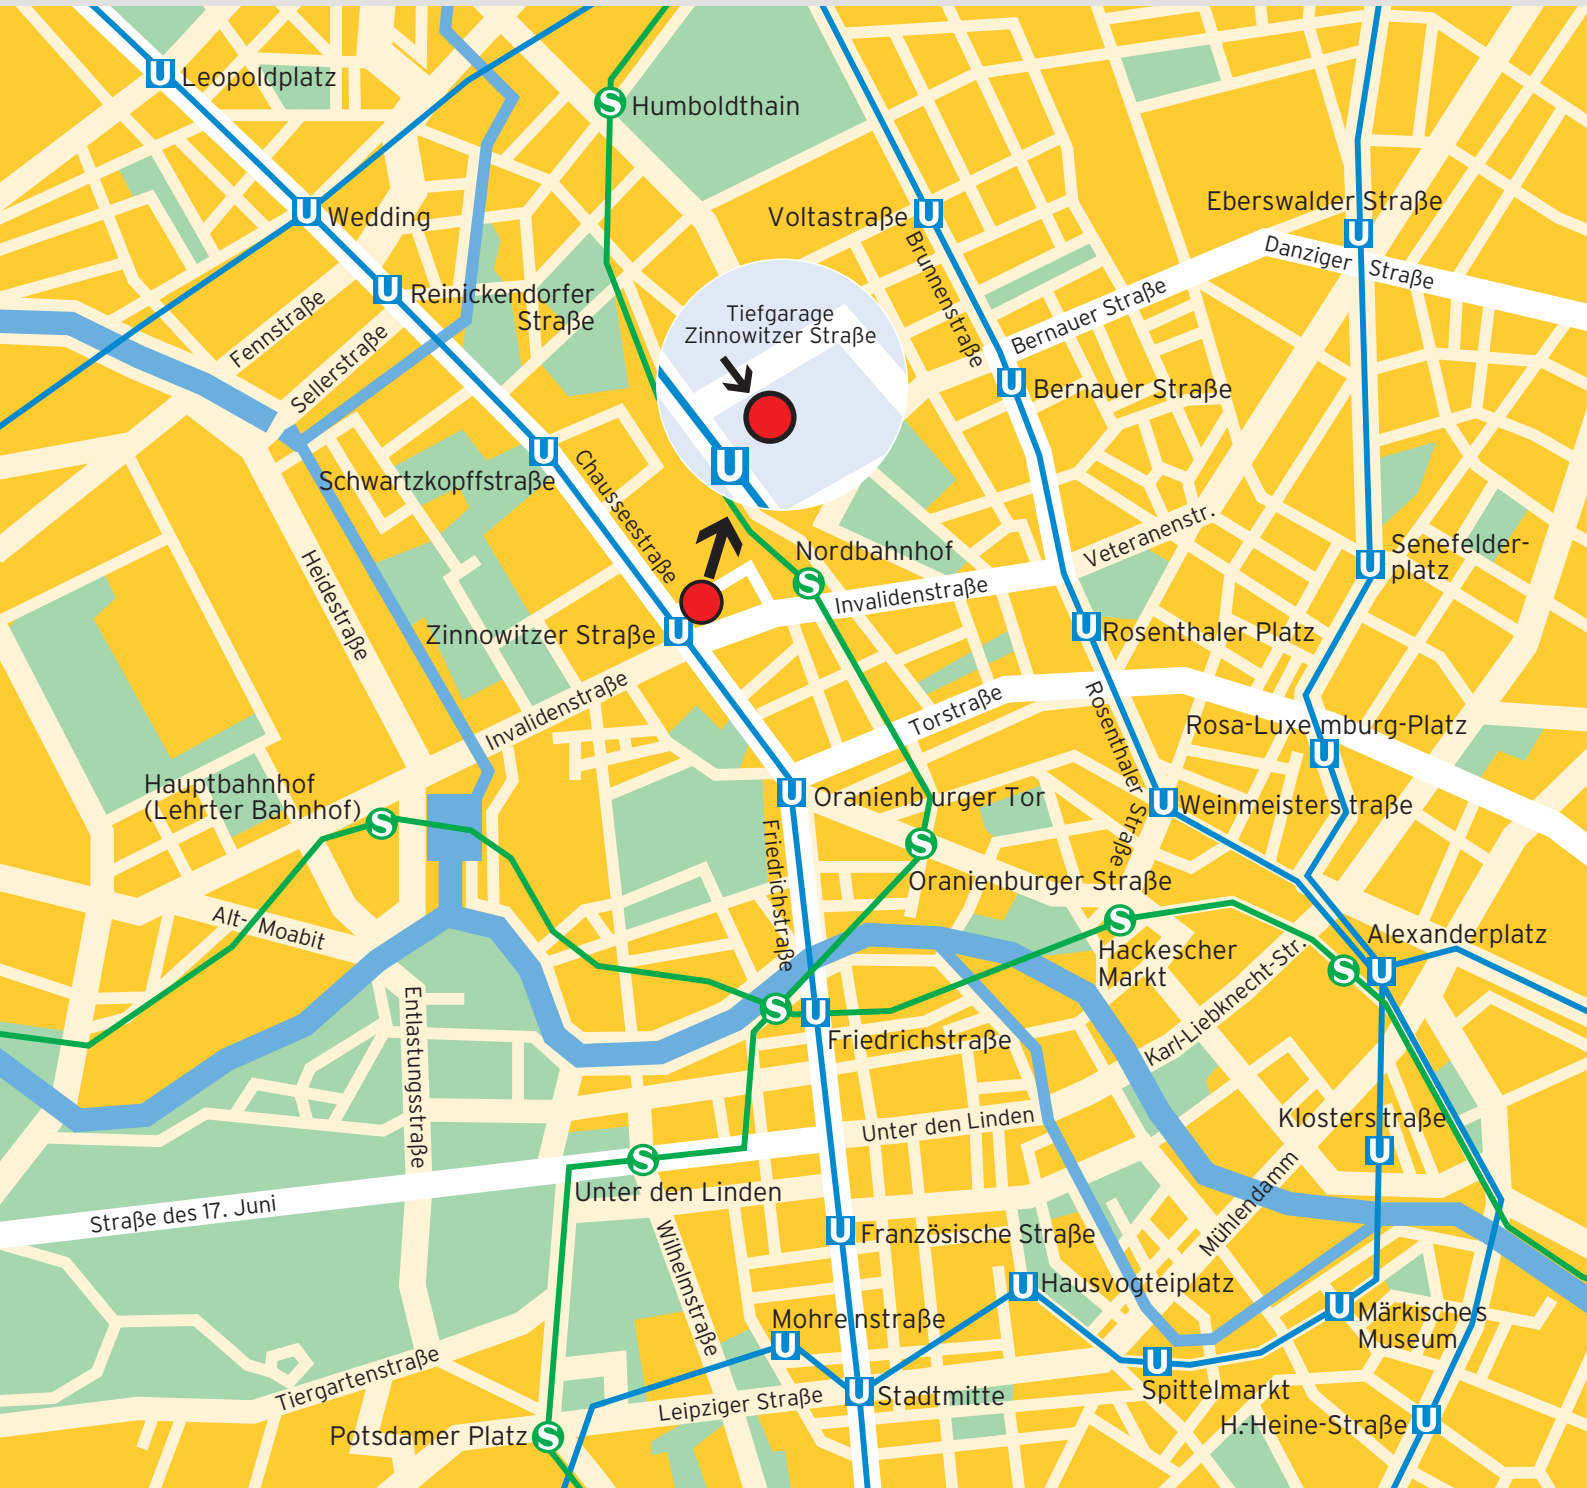 U Leopoldplatz
S Humboldthain
U Wedding
Voltastraße U
Eberswalder Straße
U
Brunnenstraße
Danziger Straße
U Reinickendorfer
Straße
Fennstraße
Sellerstraße
Tiefgarage
Zinnowitzer Straße
U
Bernauer Straße
U Bernauer Straße
U
Schwartzkopffstraße
Chausseestraße
Heidestraße
Nordbahnhof
S
Veteranenstr.
U Senefelder-
platz
Invalidenstraße
Zinnowitzer Straße U
U Rosenthaler Platz
Invalidenstraße
Torstraße
Rosenthaler Straße
Rosa-Luxemburg-Platz
U
Hauptbahnhof
(Lehrter Bahnhof) S
U Oranienburger Tor
U Weinmeisterstraße
Friedrichstraße
S
Oranienburger Straße
Alt-Moabit
S
Hackescher
Markt
Alexanderplatz
S U
Karl-Liebknecht-Str.
Entlastungsstraße
S U
Friedrichstraße
Unter den Linden
Klosterstraße
U
S
Unter den Linden
Straße des 17. Juni
Mühlendamm
Wilhelmstraße
U Französische Straße
U Hausvogteiplatz
Mohrenstraße
U
U Märkisches
Museum
Tiergartenstraße
Leipziger Straße
U Stadtmitte
U
Spittelmarkt
H.-Heine-Straße U
Potsdamer Platz S